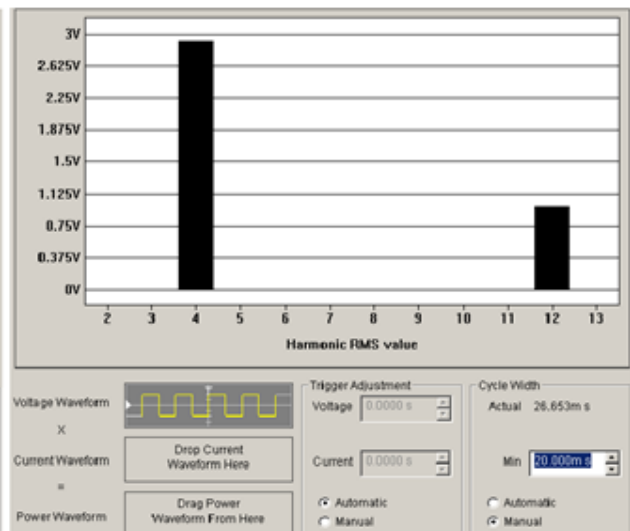 3V
2.625V
2.25V
1.875V
1.5V
1.125V
0.75V
0.375V
0V
2 3 4 5 6 7 8 9 10 11 12 13
Harmonic RMS value
Voltage Waveform
X
Current Waveform
=
Power Waveform
Drop Current
Waveform Here
Drag Power
Waveform From Here
Trigger Adjustment
Voltage 0.0000 s
Current 0.0000 s
Automatic
Manual
Cycle Width
Actual 26.653m s
Min 20.000m s
Automatic
Manual